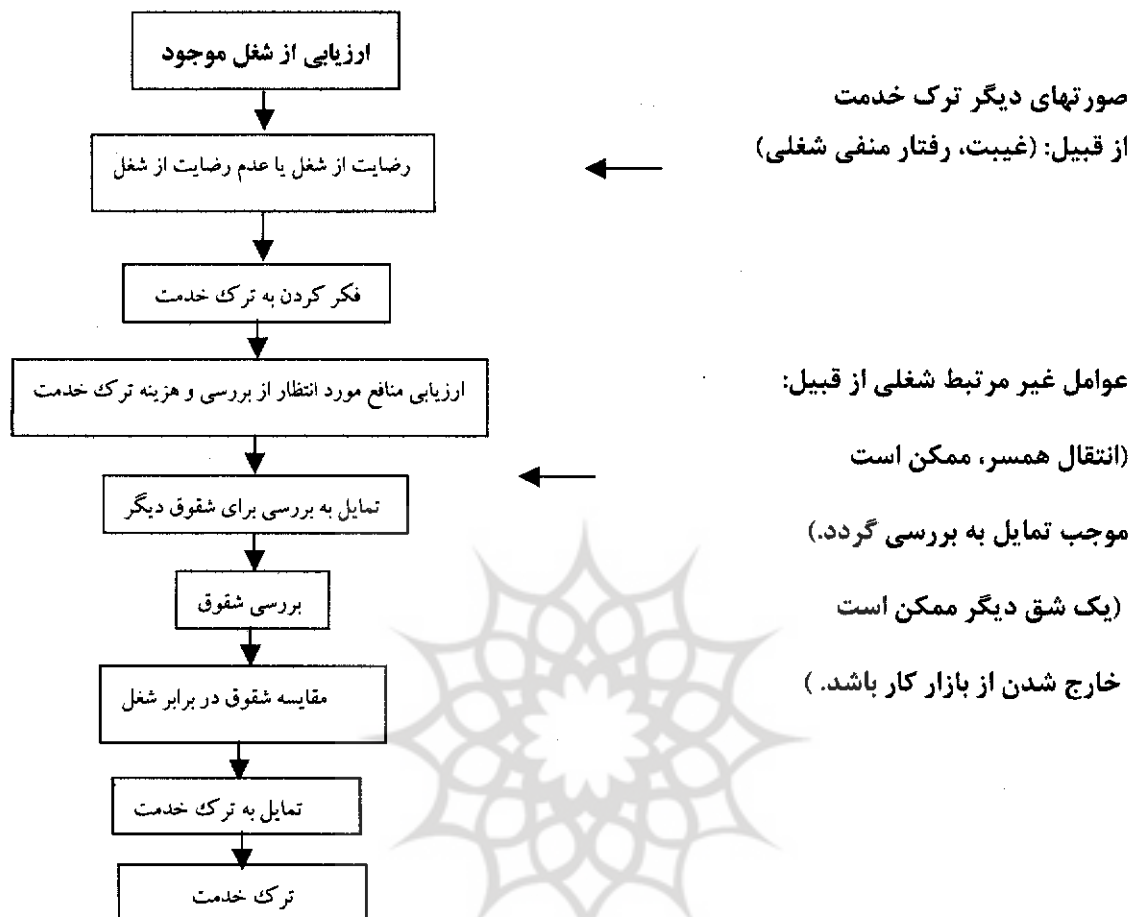 ارزیابی از شغل موجود
صورتهای دیگر ترک خدمت
از قبیل: (غیبت، رفتار منفی شغلی)
رضایت از شغل یا عدم رضایت از شغل
فکر کردن به ترک خدمت
ارزیابی منافع مورد انتظار از بررسی و هزینه ترک خدمت
عوامل غیر مرتبط شغلی از قبیل:
(انتقال همسر، ممکن است
موجب تمایل به بررسی گردد.)
(یک شق دیگر ممکن است
خارج شدن از بازار کار باشد. )
تمایل به بررسی برای شقوق دیگر
بررسی شقوق
مقایسه شقوق در برابر شغل
تمایل به ترک خدمت
ترک خدمت